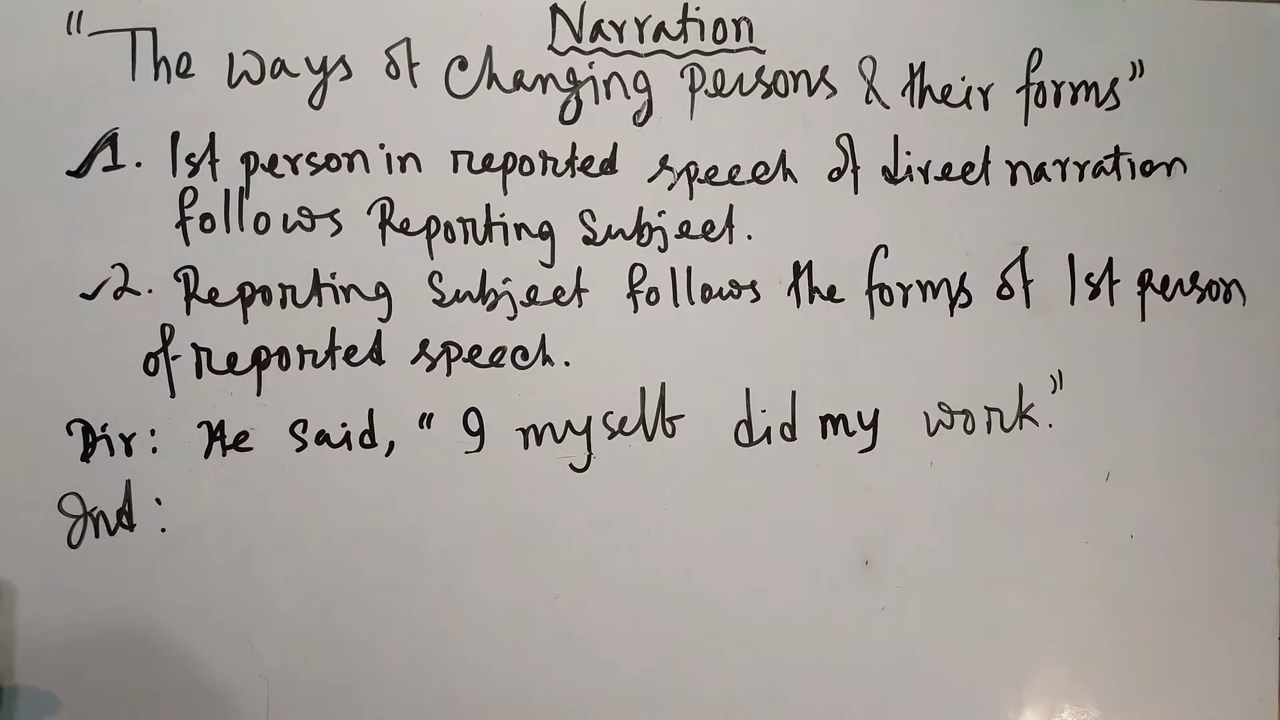 Narration
"The ways of changing persons & their forms"
1. 1st person in reported speech of direct narration
follows Reporting Subject.
2. Reporting Subject follows the forms of 1st person
of reported speech.
Dir: He said, "I myself did my work."
Ind: